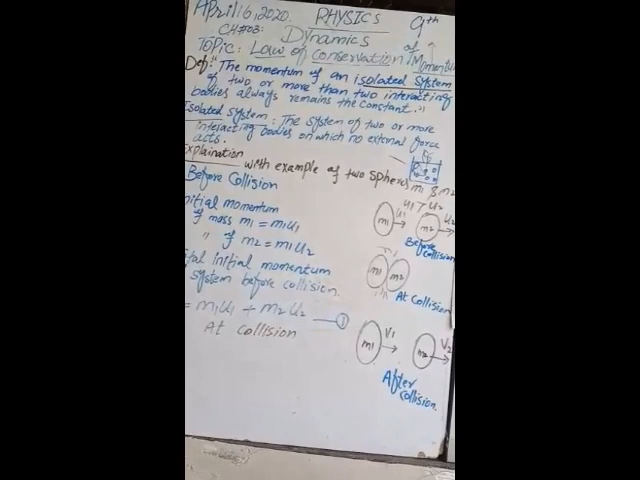 April 16, 2020. PHYSICS 9th
CH#03: Dynamics
Topic: Law of conservation of Momentum
Def: "The momentum of an isolated system
of two or more than two interacting
bodies always remains the constant."
Isolated system: The system of two or more
interacting bodies on which no external force
acts.
Explaination with example of two spheres m1 & m2
Before Collision
u1 > u2
initial momentum
of mass m1 = m1u1
" of m2 = m1u2
total initial momentum
system before collision.
= m1u1 + m2u2 — 1
At collision
m1 u1 m2 u2
Before collision
m1 m2
At Collision
m1 V1 m2 V2
After collision.